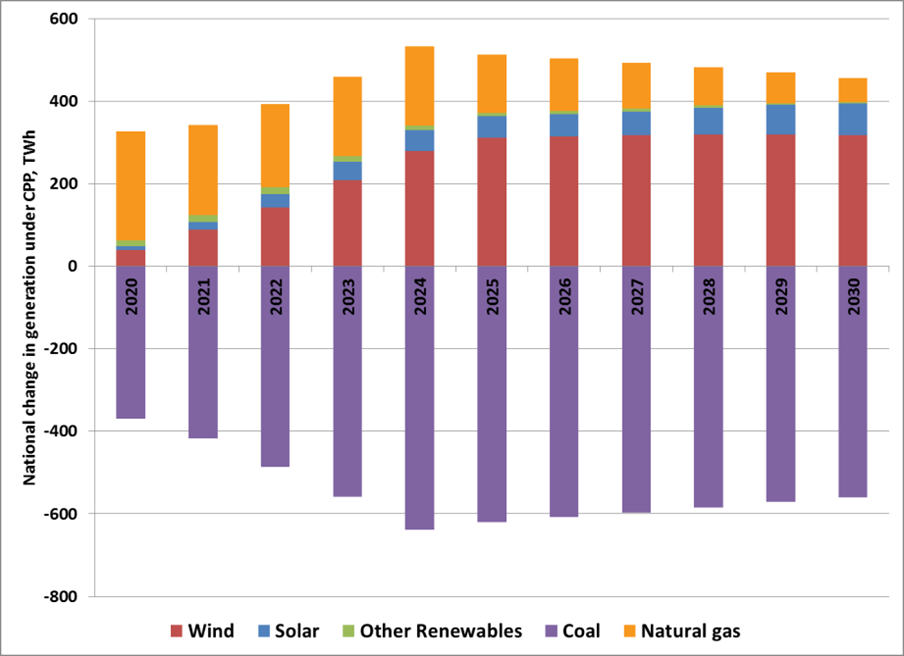 National change in generation under CPP, TWh
600
400
200
0
-200
-400
-600
-800
2020 2021 2022 2023 2024 2025 2026 2027 2028 2029 2030
Wind Solar Other Renewables Coal Natural gas